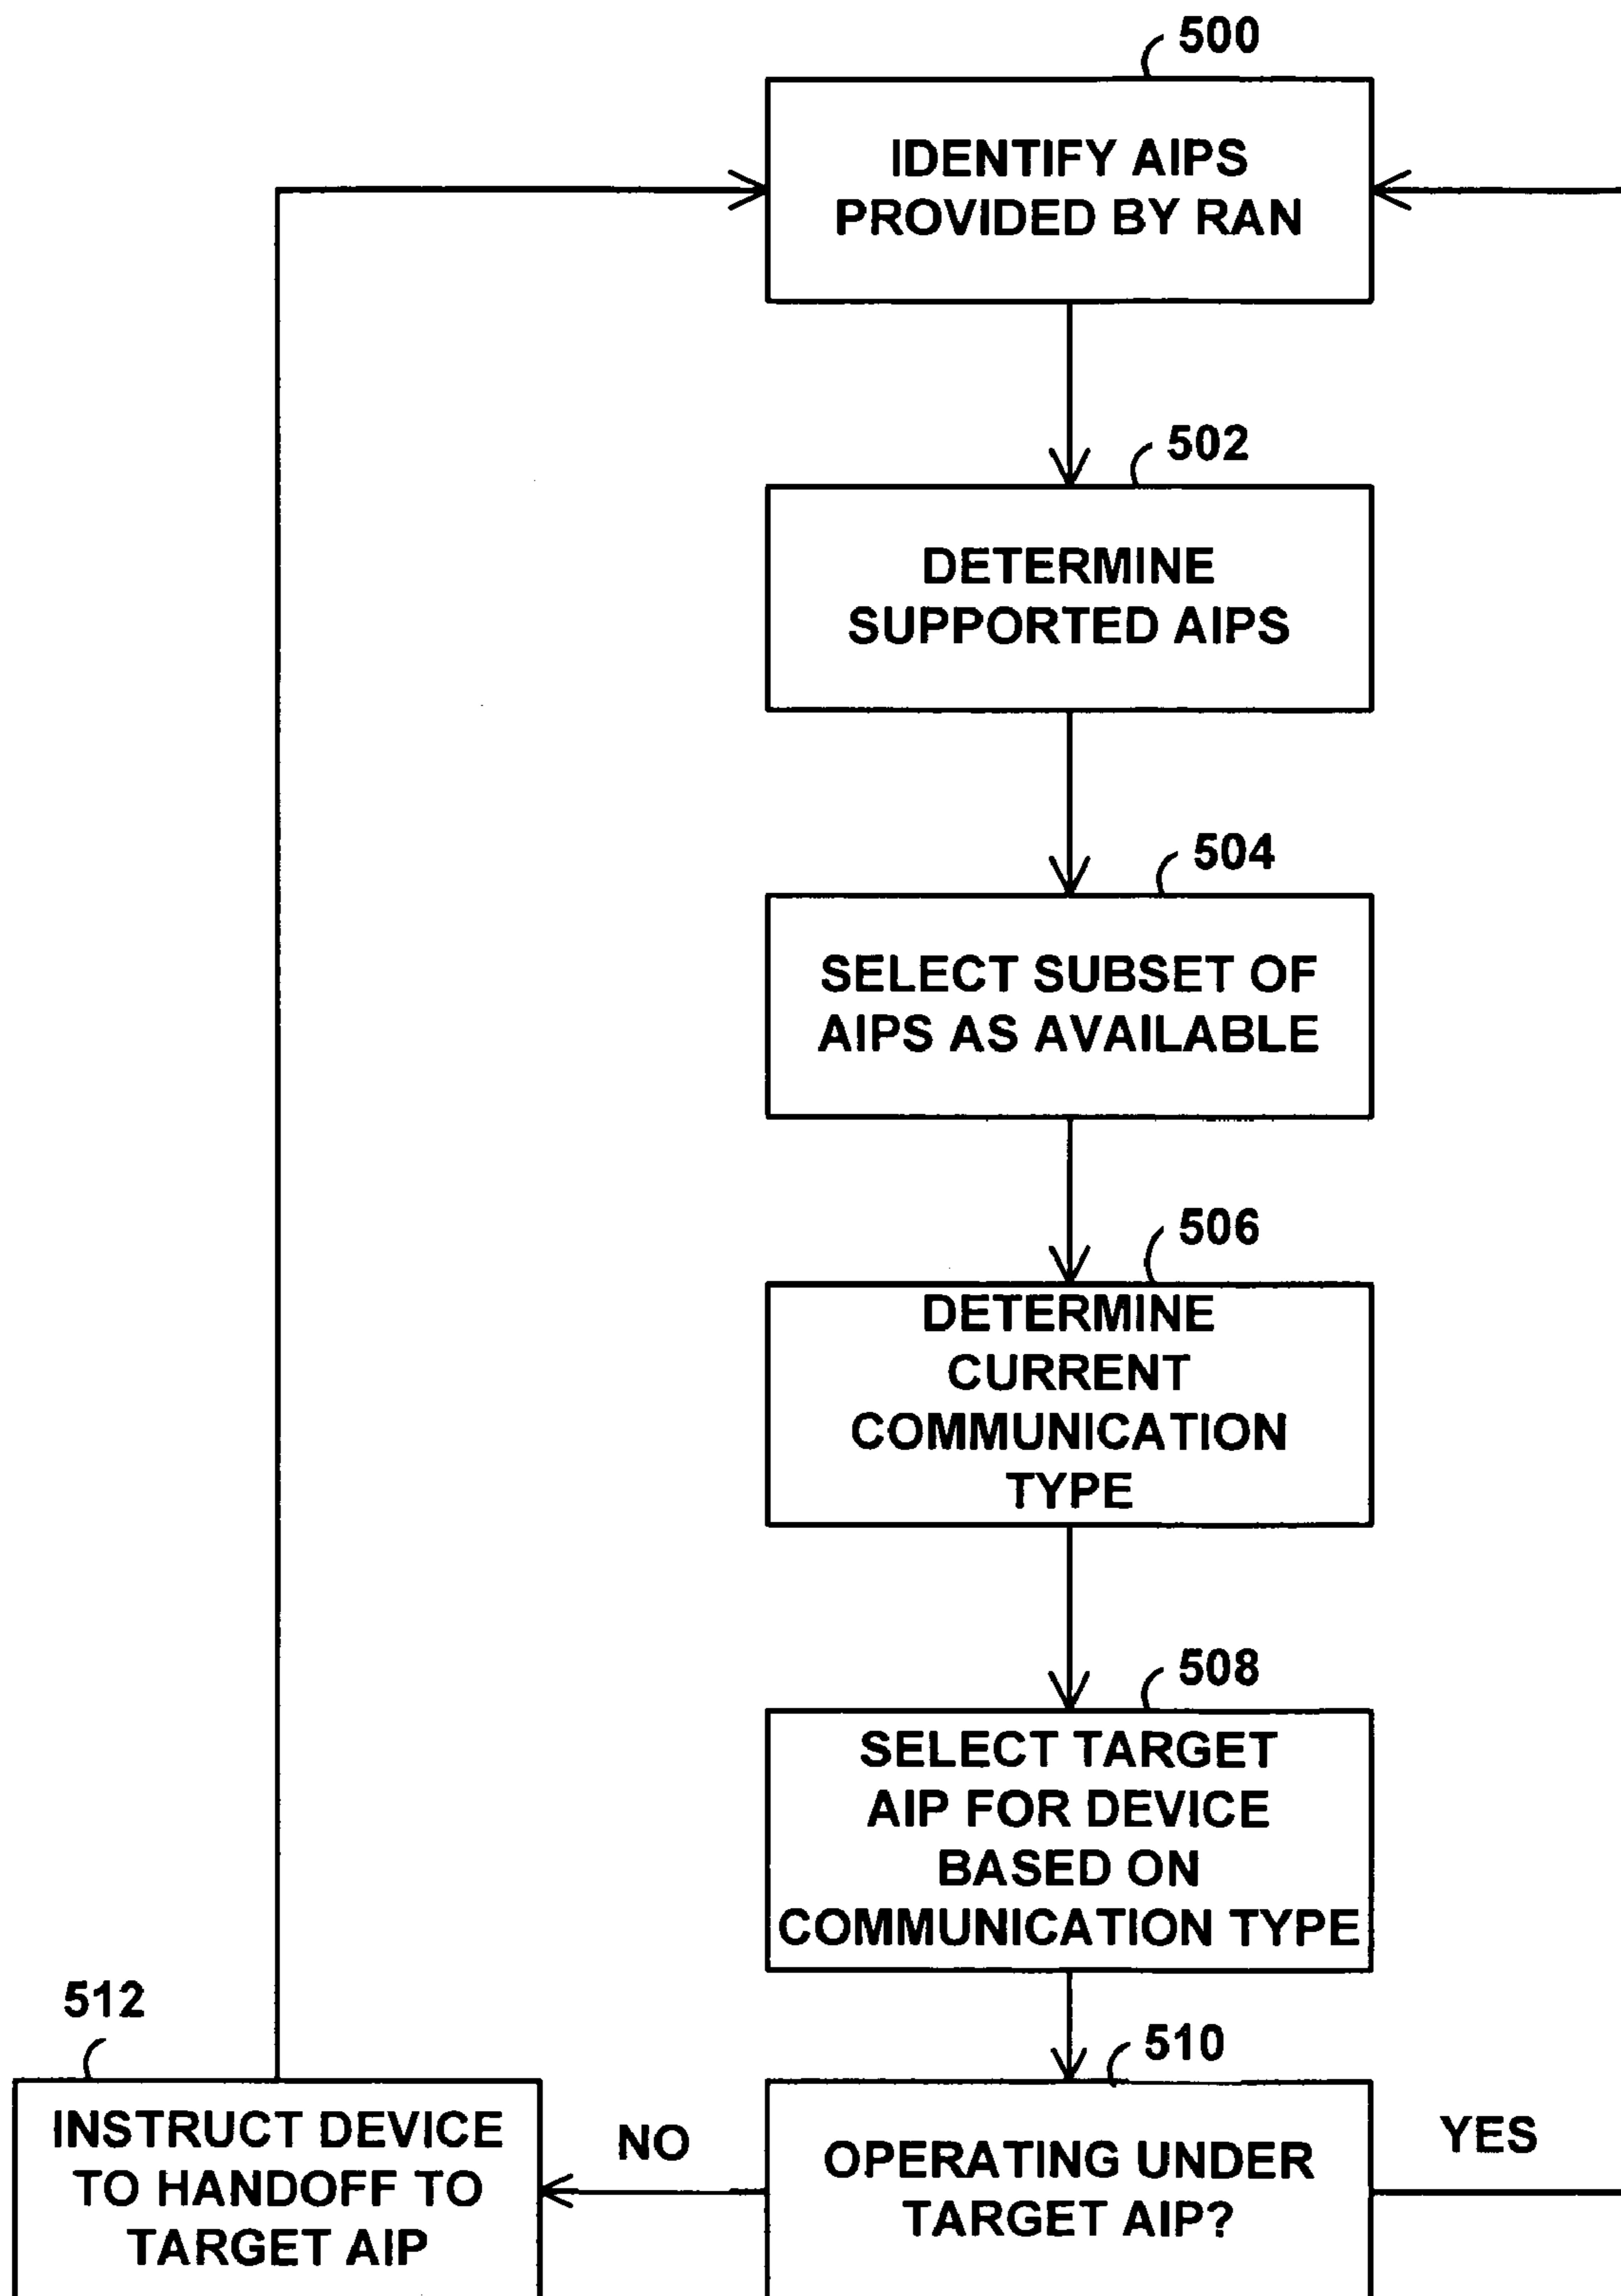 500
IDENTIFY AIPS
PROVIDED BY RAN
502
DETERMINE
SUPPORTED AIPS
504
SELECT SUBSET OF
AIPS AS AVAILABLE
506
DETERMINE
CURRENT
COMMUNICATION
TYPE
508
SELECT TARGET
AIP FOR DEVICE
BASED ON
COMMUNICATION TYPE
510
OPERATING UNDER
TARGET AIP?
YES
NO
512
INSTRUCT DEVICE
TO HANDOFF TO
TARGET AIP